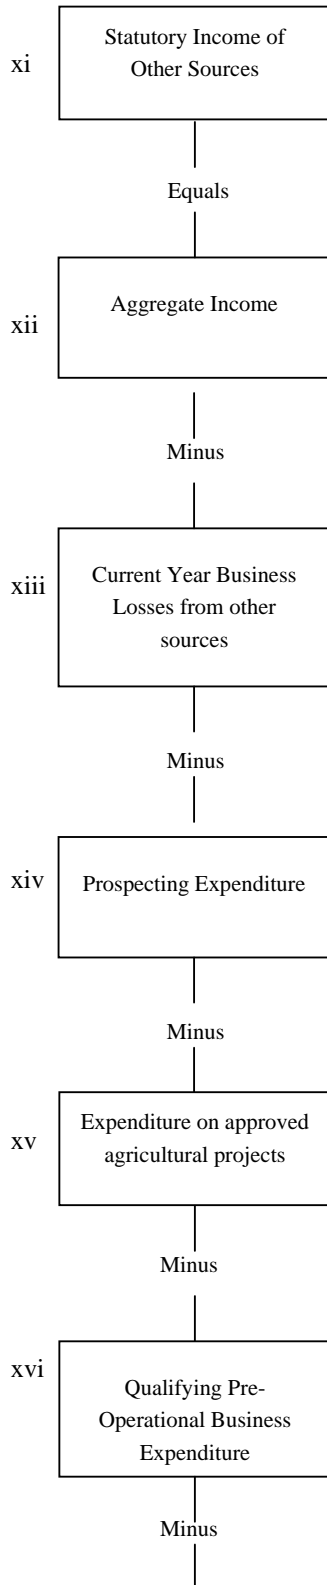 xi
Statutory Income of
Other Sources
Equals
xii
Aggregate Income
Minus
xiii
Current Year Business
Losses from other
sources
Minus
xiv
Prospecting Expenditure
Minus
xv
Expenditure on approved
agricultural projects
Minus
xvi
Qualifying Pre-
Operational Business
Expenditure
Minus